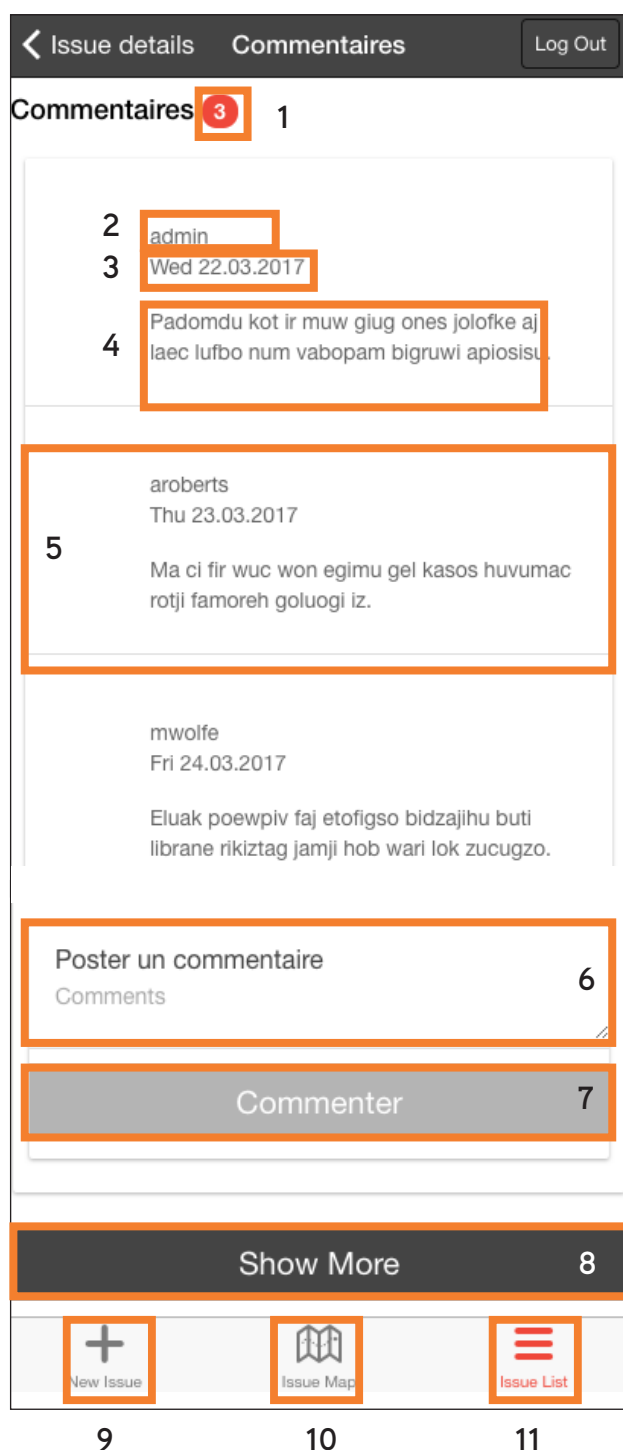 Issue details Commentaires Log Out
Commentaires 3 1
2 admin
3 Wed 22.03.2017
4 Padomdu kot ir muw giug ones jolofke aj
laec lufbo num vabopam bigruwi apiosisu.
aroberts
Thu 23.03.2017
5
Ma ci fir wuc won egimu gel kasos huvumac
rotji famoreh goluogi iz.
mwolfe
Fri 24.03.2017
Eluak poewpiv faj etofigso bidzajihu buti
librane rikiztag jamji hob wari lok zucugzo.
Poster un commentaire
Comments 6
Commenter 7
Show More 8
New Issue Issue Map Issue List
9 10 11